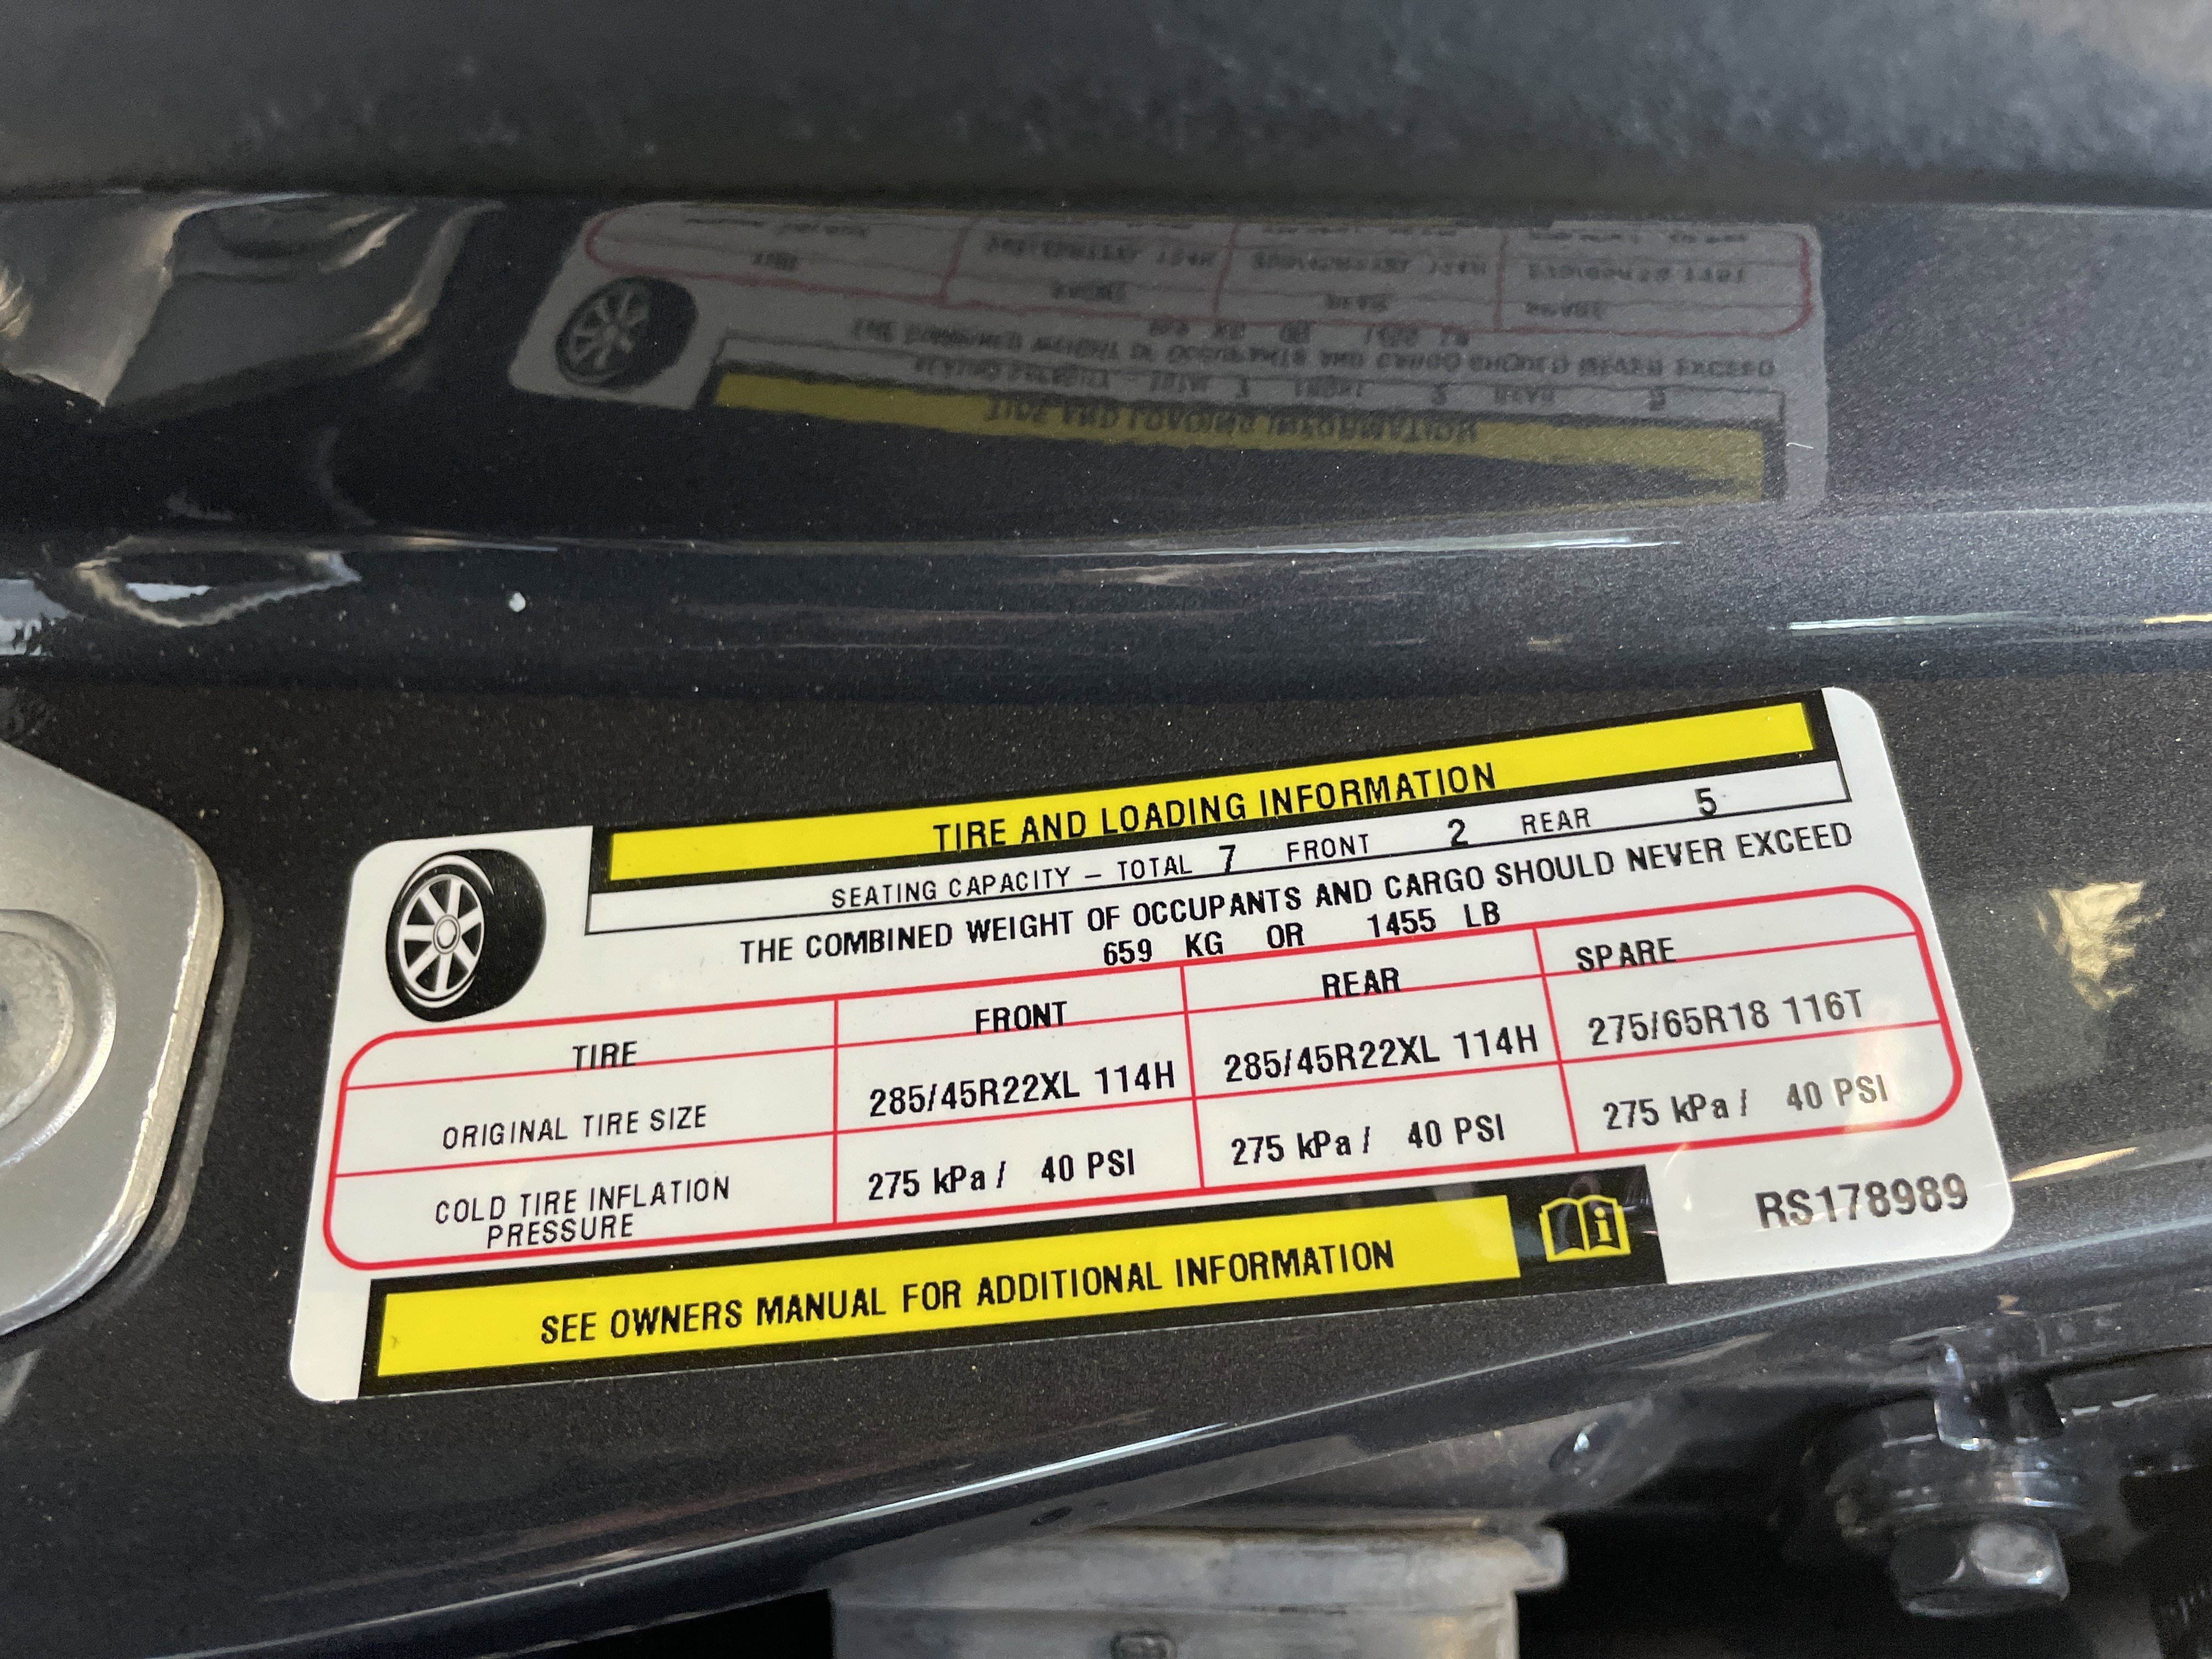 TIRE AND LOADING INFORMATION
SEATING CAPACITY – TOTAL 7 FRONT 2 REAR 5
THE COMBINED WEIGHT OF OCCUPANTS AND CARGO SHOULD NEVER EXCEED
659 KG OR 1455 LB
TIRE FRONT REAR SPARE
ORIGINAL TIRE SIZE 285/45R22XL 114H 285/45R22XL 114H 275/65R18 116T
COLD TIRE INFLATION
PRESSURE 275 kPa / 40 PSI 275 kPa / 40 PSI 275 kPa / 40 PSI
SEE OWNERS MANUAL FOR ADDITIONAL INFORMATION
RS178989